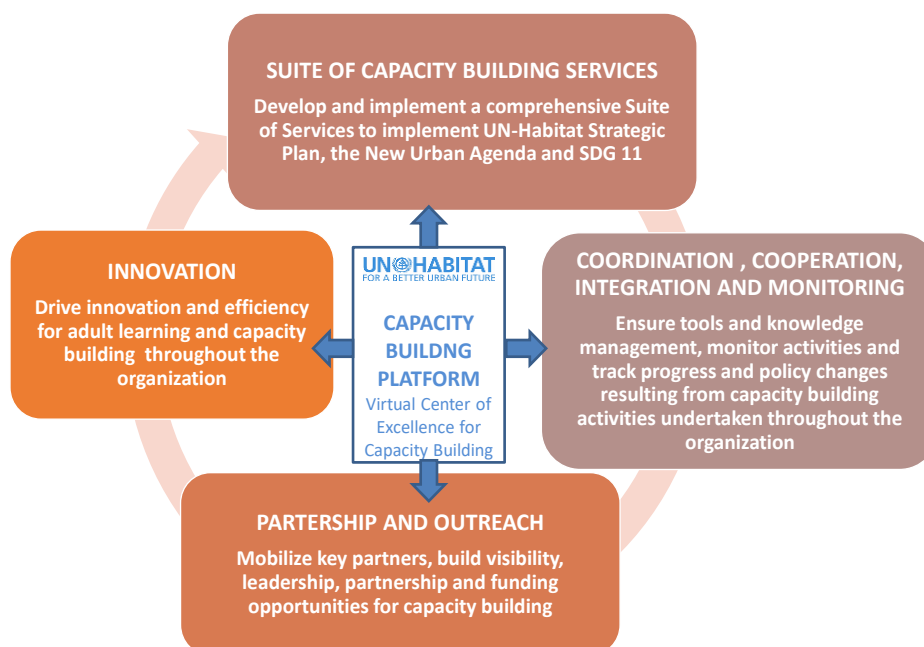 SUITE OF CAPACITY BUILDING SERVICES
Develop and implement a comprehensive Suite
of Services to implement UN-Habitat Strategic
Plan, the New Urban Agenda and SDG 11
INNOVATION
Drive innovation and efficiency
for adult learning and capacity
building throughout the
organization
UN HABITAT
FOR A BETTER URBAN FUTURE
CAPACITY
BUILDNG
PLATFORM
Virtual Center of
Excellence for
Capacity Building
COORDINATION , COOPERATION,
INTEGRATION AND MONITORING
Ensure tools and knowledge
management, monitor activities and
track progress and policy changes
resulting from capacity building
activities undertaken throughout the
organization
PARTERSHIP AND OUTREACH
Mobilize key partners, build visibility,
leadership, partnership and funding
opportunities for capacity building